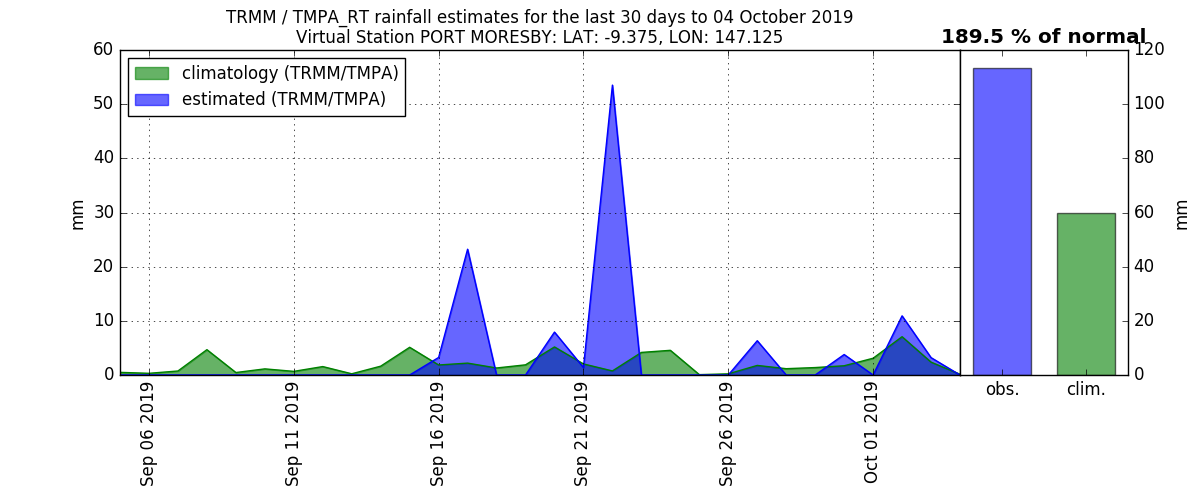 TRMM / TMPA_RT rainfall estimates for the last 30 days to 04 October 2019
Virtual Station PORT MORESBY: LAT: -9.375, LON: 147.125
189.5 % of normal
climatology (TRMM/TMPA)
estimated (TRMM/TMPA)
60
50
40
30
20
10
0
mm
Sep 06 2019
Sep 11 2019
Sep 16 2019
Sep 21 2019
Sep 26 2019
Oct 01 2019
120
100
80
60
40
20
0
mm
obs.
clim.